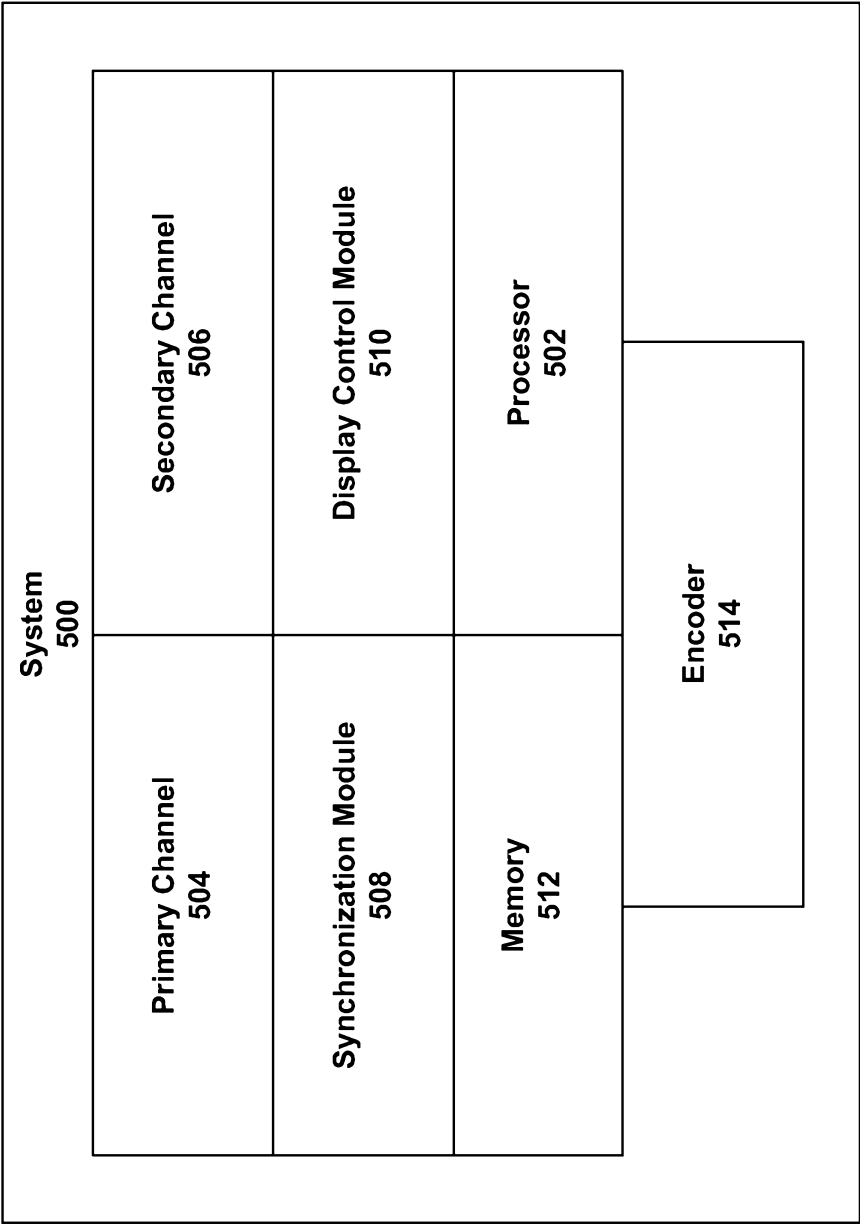 System
500
Primary Channel
504
Secondary Channel
506
Synchronization Module
508
Display Control Module
510
Memory
512
Processor
502
Encoder
514